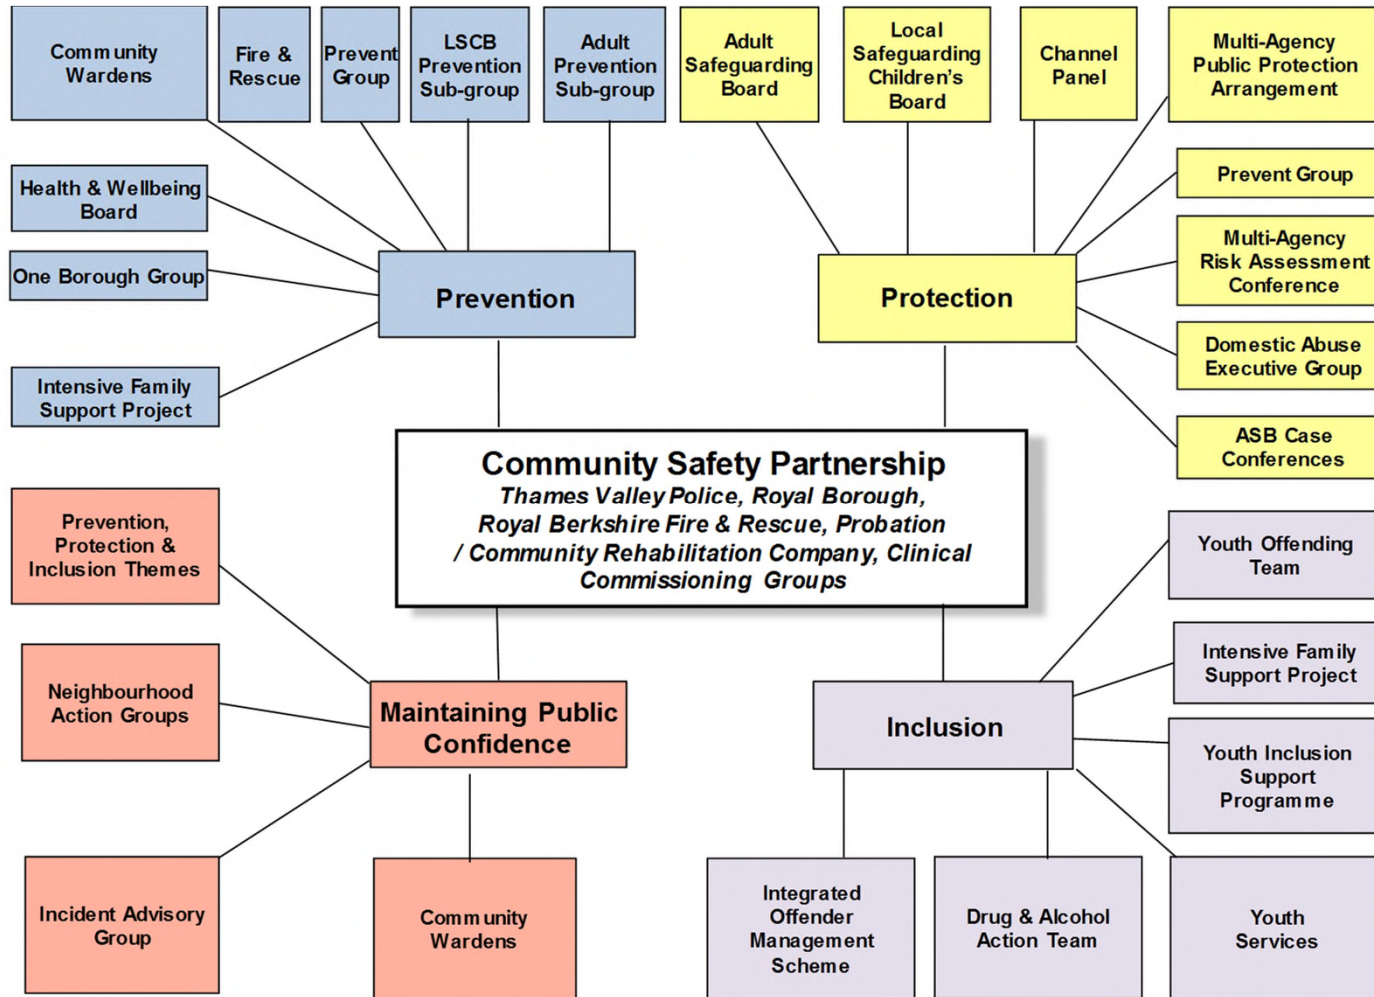 Community
Wardens
Fire &
Rescue
Prevent
Group
LSCB
Prevention
Sub-group
Adult
Prevention
Sub-group
Adult
Safeguarding
Board
Local
Safeguarding
Children's
Board
Channel
Panel
Multi-Agency
Public Protection
Arrangement
Health & Wellbeing
Board
One Borough Group
Intensive Family
Support Project
Prevention
Protection
Prevent Group
Multi-Agency
Risk Assessment
Conference
Domestic Abuse
Executive Group
ASB Case
Conferences
Community Safety Partnership
Thames Valley Police, Royal Borough,
Royal Berkshire Fire & Rescue, Probation
/ Community Rehabilitation Company, Clinical
Commissioning Groups
Prevention,
Protection &
Inclusion Themes
Neighbourhood
Action Groups
Incident Advisory
Group
Maintaining Public
Confidence
Community
Wardens
Inclusion
Youth Offending
Team
Intensive Family
Support Project
Youth Inclusion
Support
Programme
Integrated
Offender
Management
Scheme
Drug & Alcohol
Action Team
Youth
Services